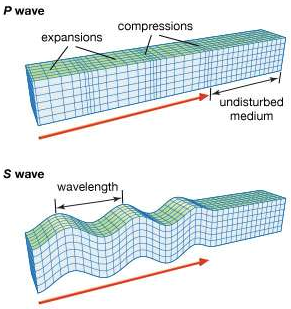 P wave
compressions
expansions
undisturbed
medium
S wave
wavelength